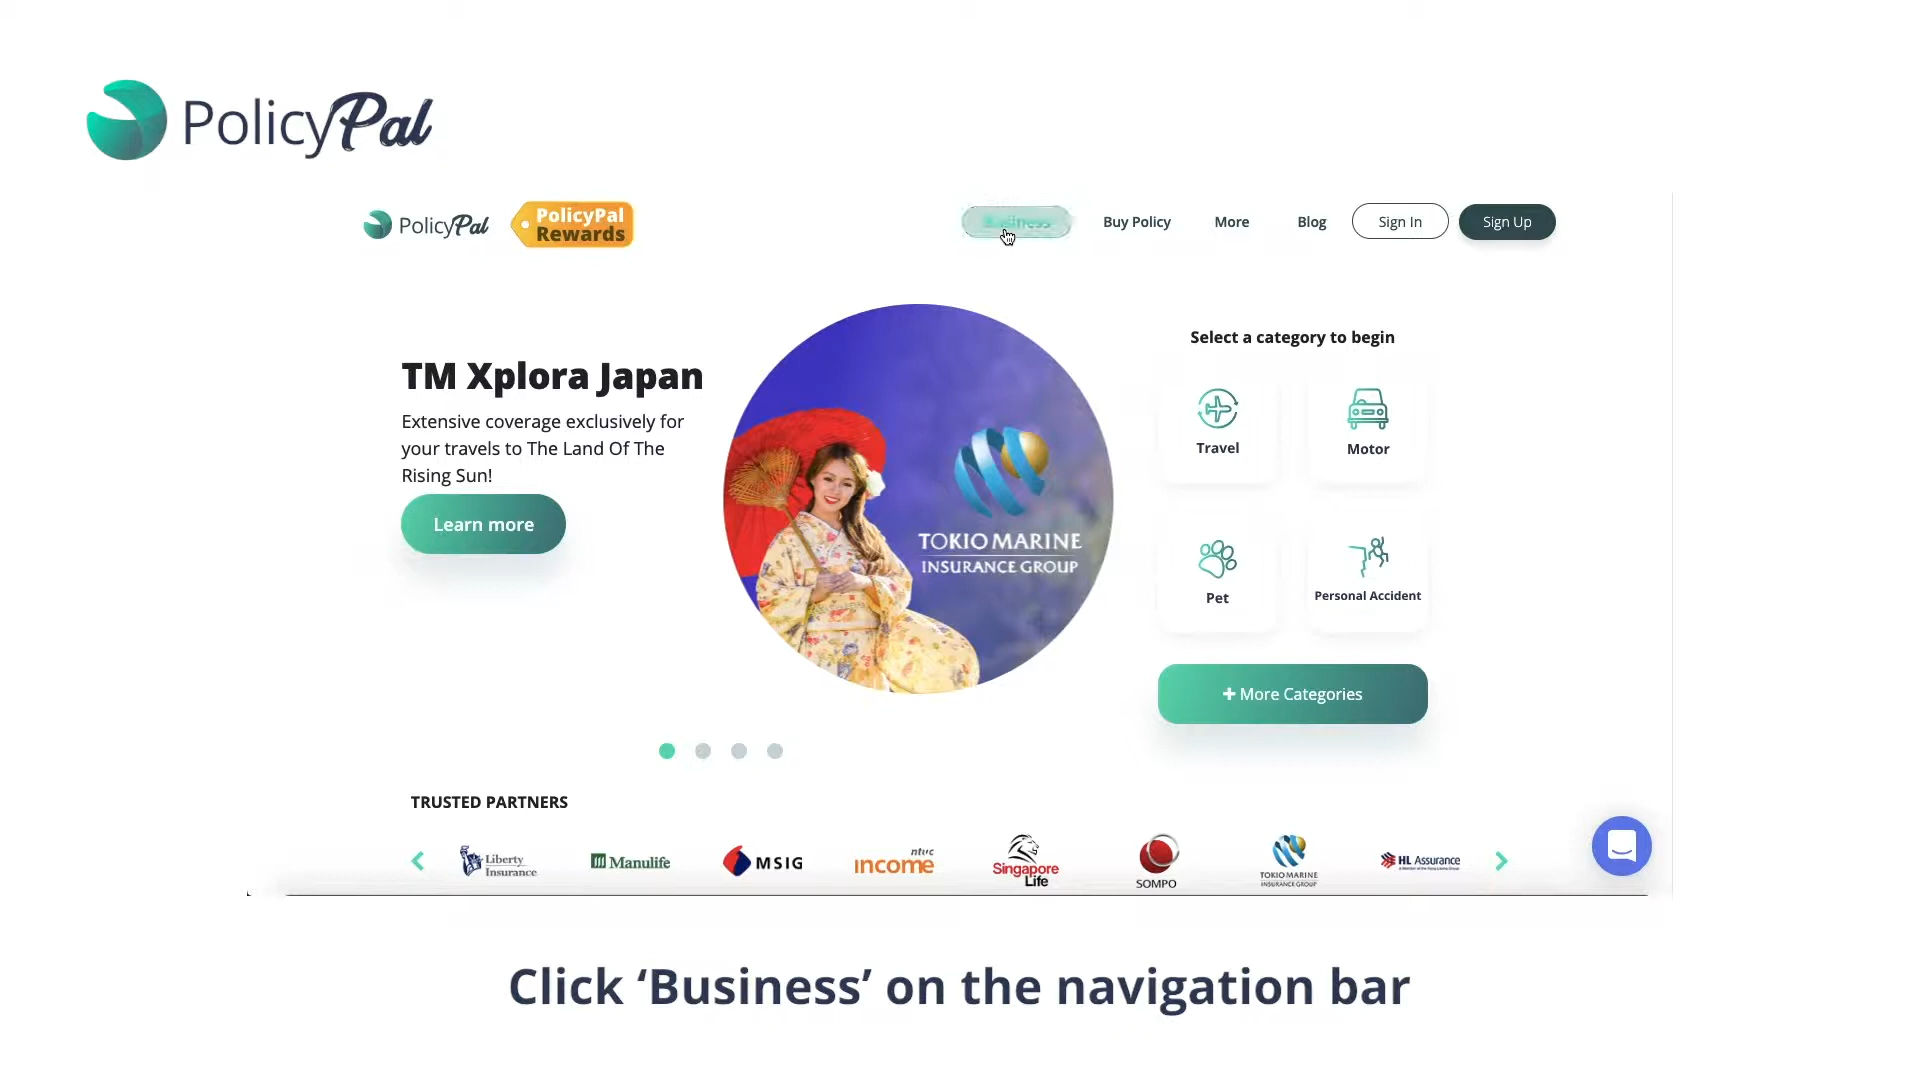 PolicyPal
PolicyPal
PolicyPal
Rewards
Business
Buy Policy
More
Blog
Sign In
Sign Up
TM Xplora Japan
Extensive coverage exclusively for
your travels to The Land Of The
Rising Sun!
Learn more
TOKIO MARINE
INSURANCE GROUP
Select a category to begin
Travel
Motor
Pet
Personal Accident
+ More Categories
TRUSTED PARTNERS
Liberty
Insurance
Manulife
MSIG
ntuc
income
Singapore
Life
SOMPO
TOKIO MARINE
INSURANCE GROUP
HL Assurance
Click ‘Business’ on the navigation bar